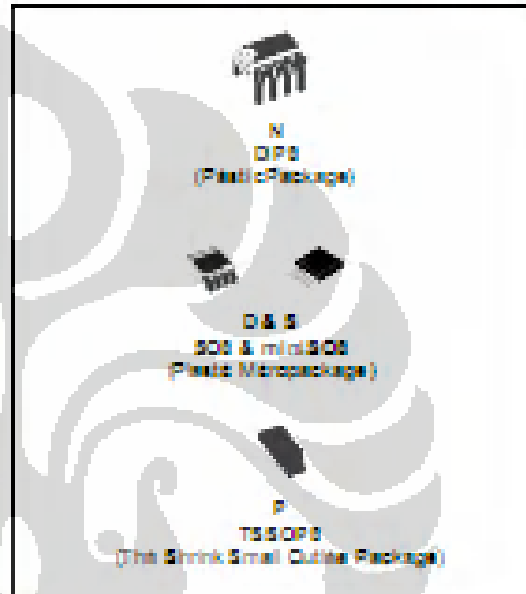 N
DIP8
(Plastic Package)
D & S
SO8 & miniSO8
(Plastic Micropackage)
P
TSSOP8
(Thin Shrink Small Outline Package)